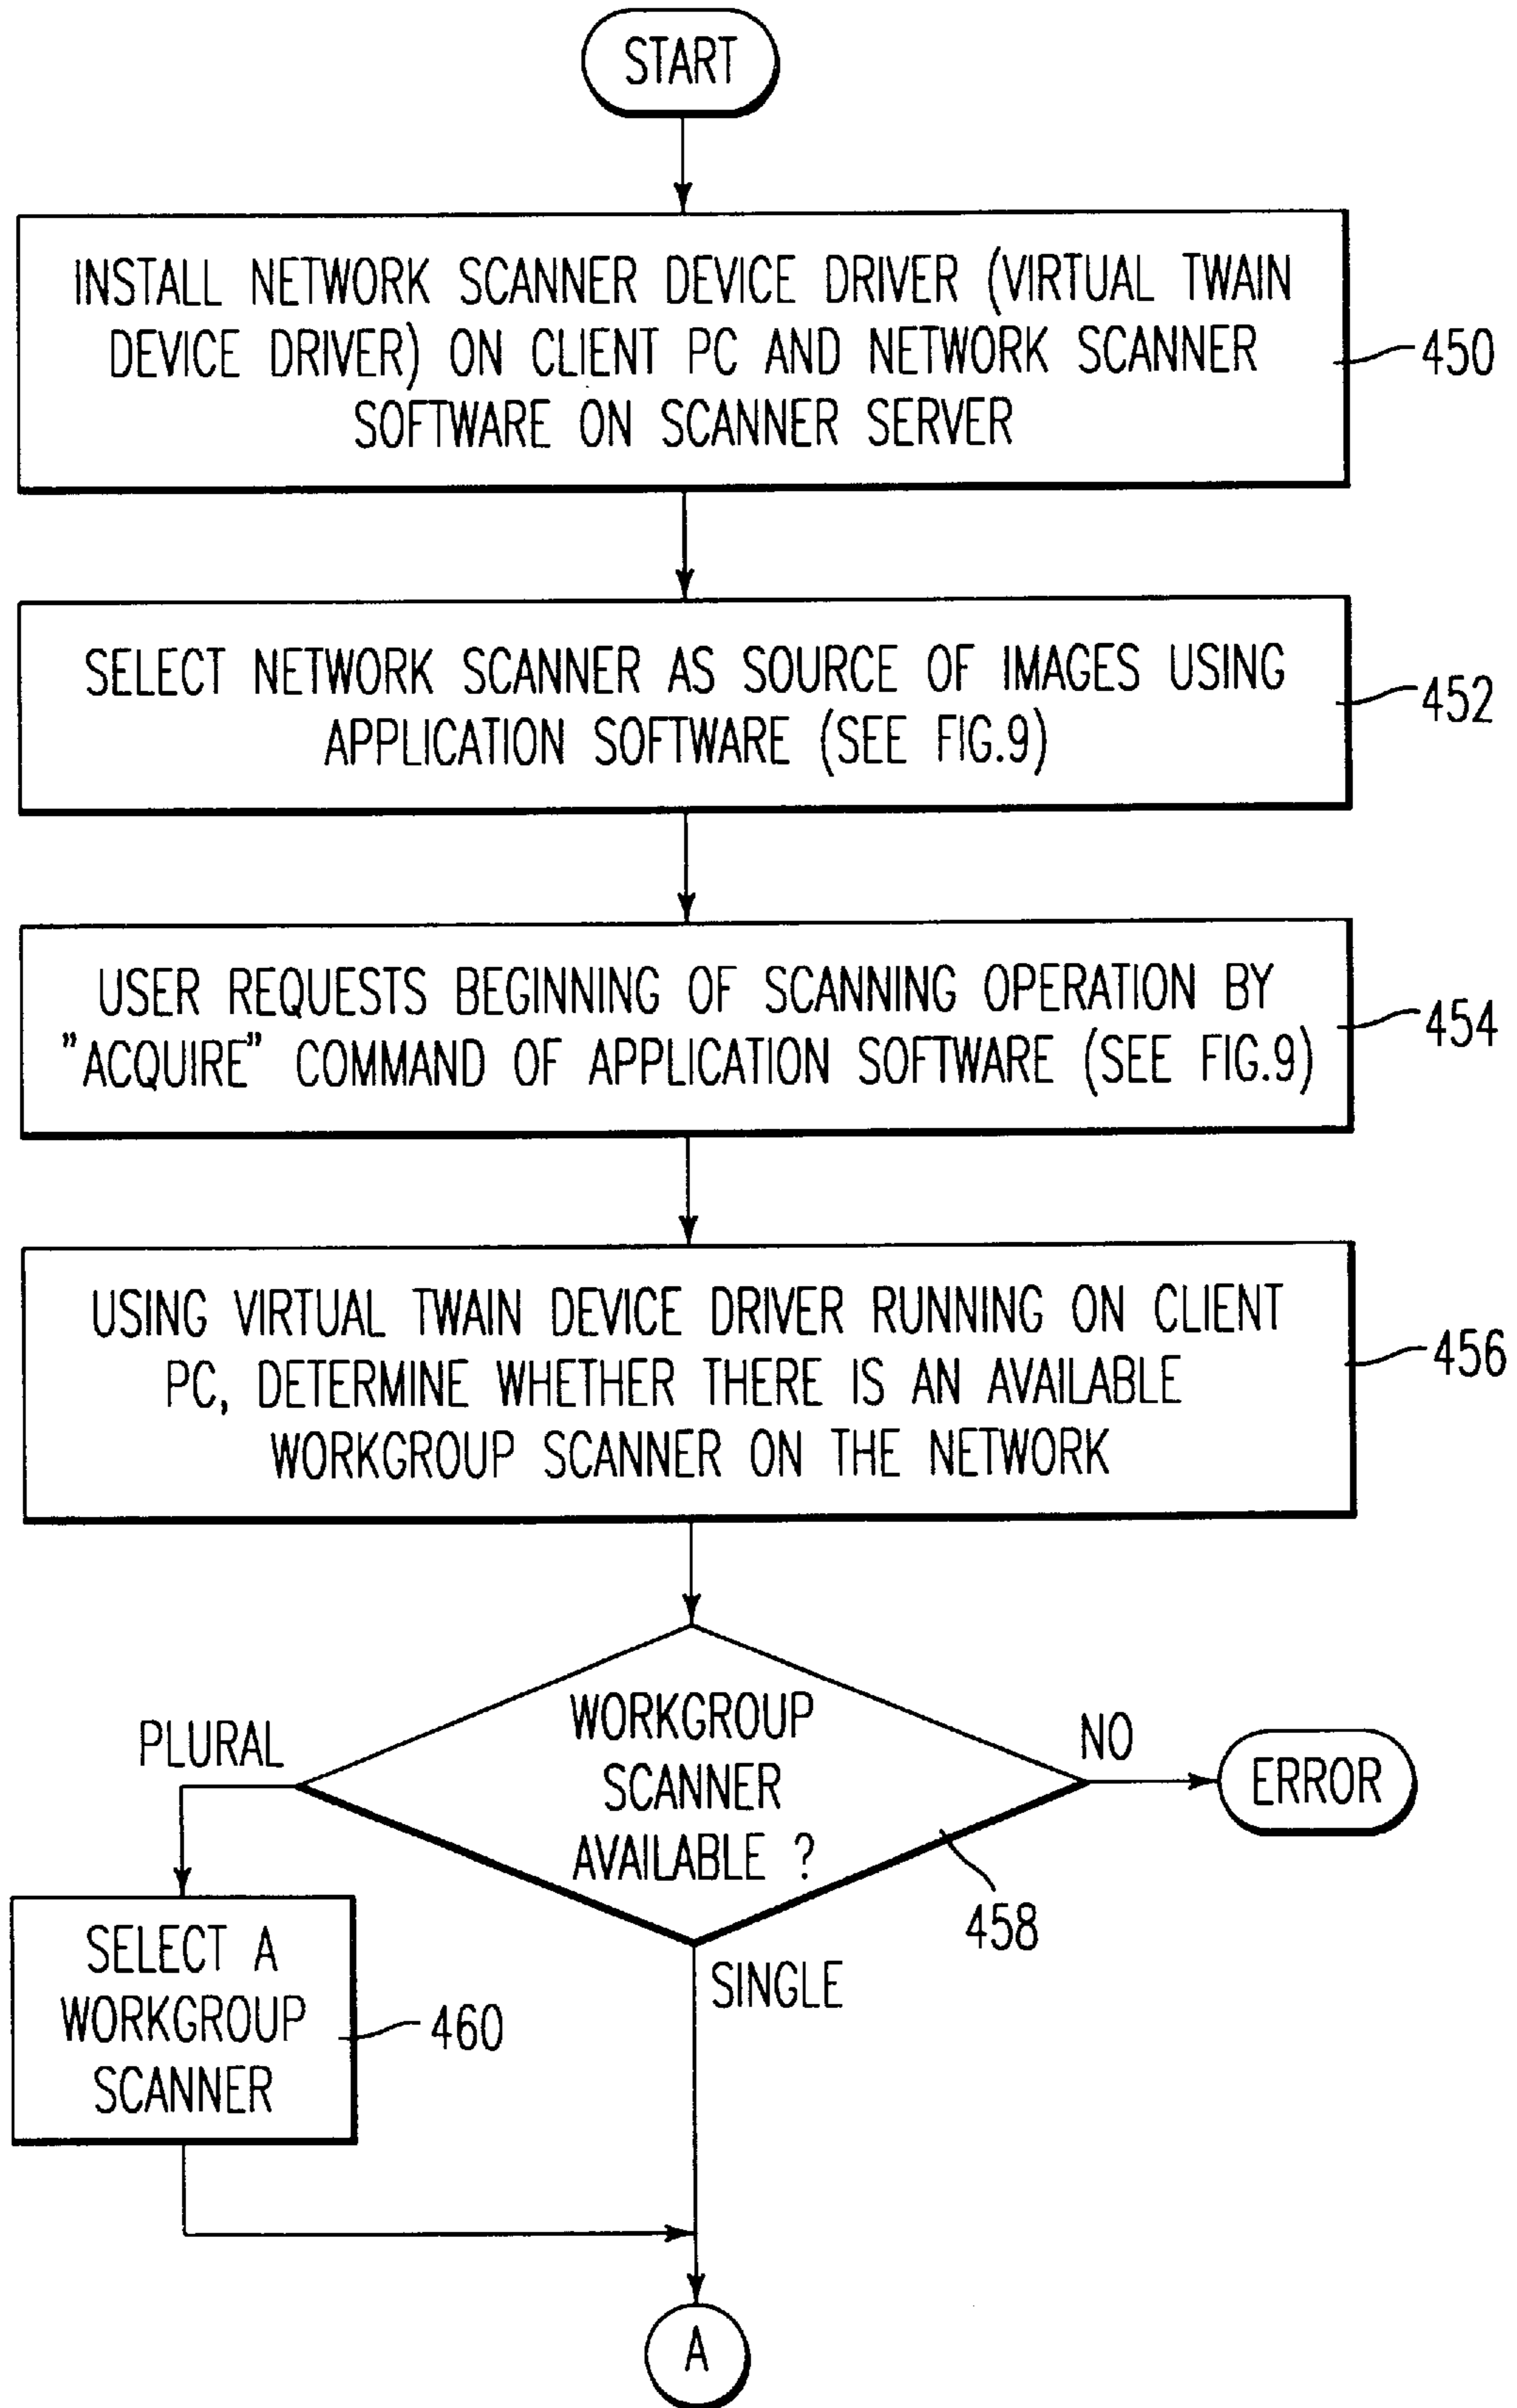 START
INSTALL NETWORK SCANNER DEVICE DRIVER (VIRTUAL TWAIN
DEVICE DRIVER) ON CLIENT PC AND NETWORK SCANNER
SOFTWARE ON SCANNER SERVER
450
SELECT NETWORK SCANNER AS SOURCE OF IMAGES USING
APPLICATION SOFTWARE (SEE FIG.9)
452
USER REQUESTS BEGINNING OF SCANNING OPERATION BY
"ACQUIRE" COMMAND OF APPLICATION SOFTWARE (SEE FIG.9)
454
USING VIRTUAL TWAIN DEVICE DRIVER RUNNING ON CLIENT
PC, DETERMINE WHETHER THERE IS AN AVAILABLE
WORKGROUP SCANNER ON THE NETWORK
456
WORKGROUP
SCANNER
AVAILABLE ?
458
PLURAL
NO
ERROR
SINGLE
SELECT A
WORKGROUP
SCANNER
460
A